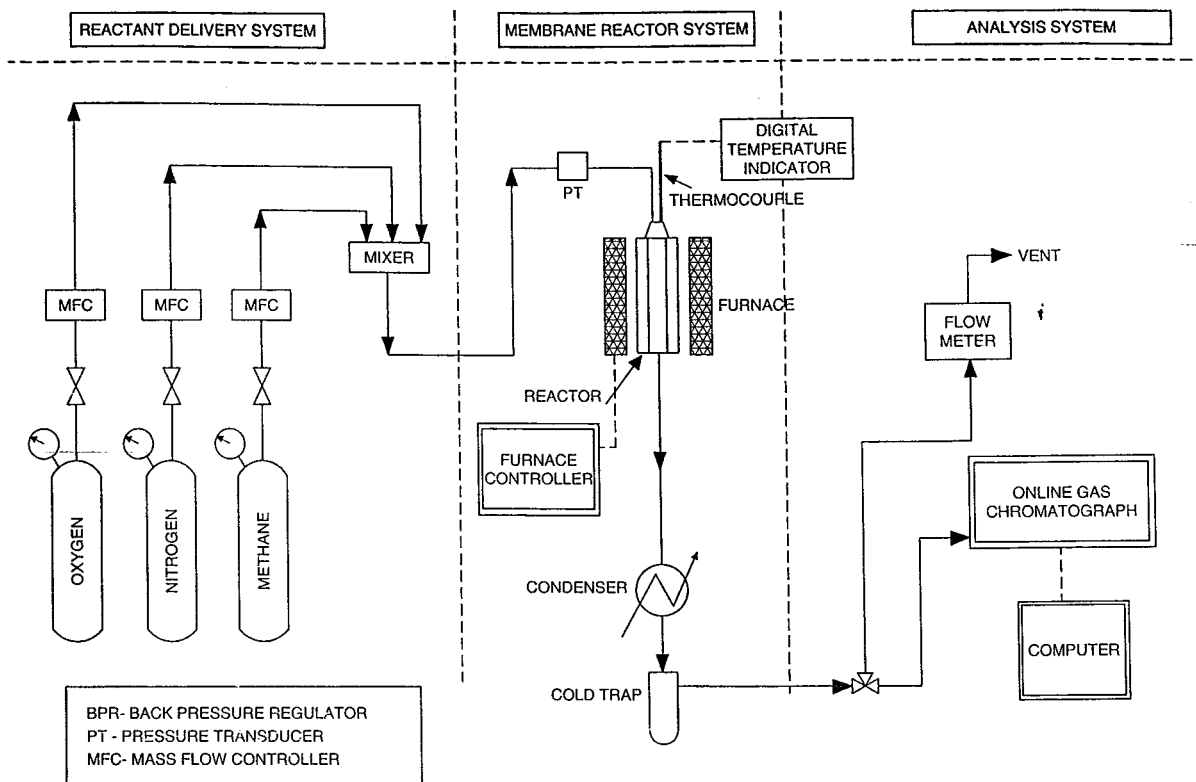 REACTANT DELIVERY SYSTEM
MEMBRANE REACTOR SYSTEM
ANALYSIS SYSTEM
DIGITAL
TEMPERATURE
INDICATOR
PT
THERMOCOUPLE
MIXER
VENT
MFC
MFC
MFC
FURNACE
FLOW
METER
REACTOR
FURNACE
CONTROLLER
ONLINE GAS
CHROMATOGRAPH
OXYGEN
NITROGEN
METHANE
CONDENSER
COMPUTER
COLD TRAP
BPR- BACK PRESSURE REGULATOR
PT - PRESSURE TRANSDUCER
MFC- MASS FLOW CONTROLLER